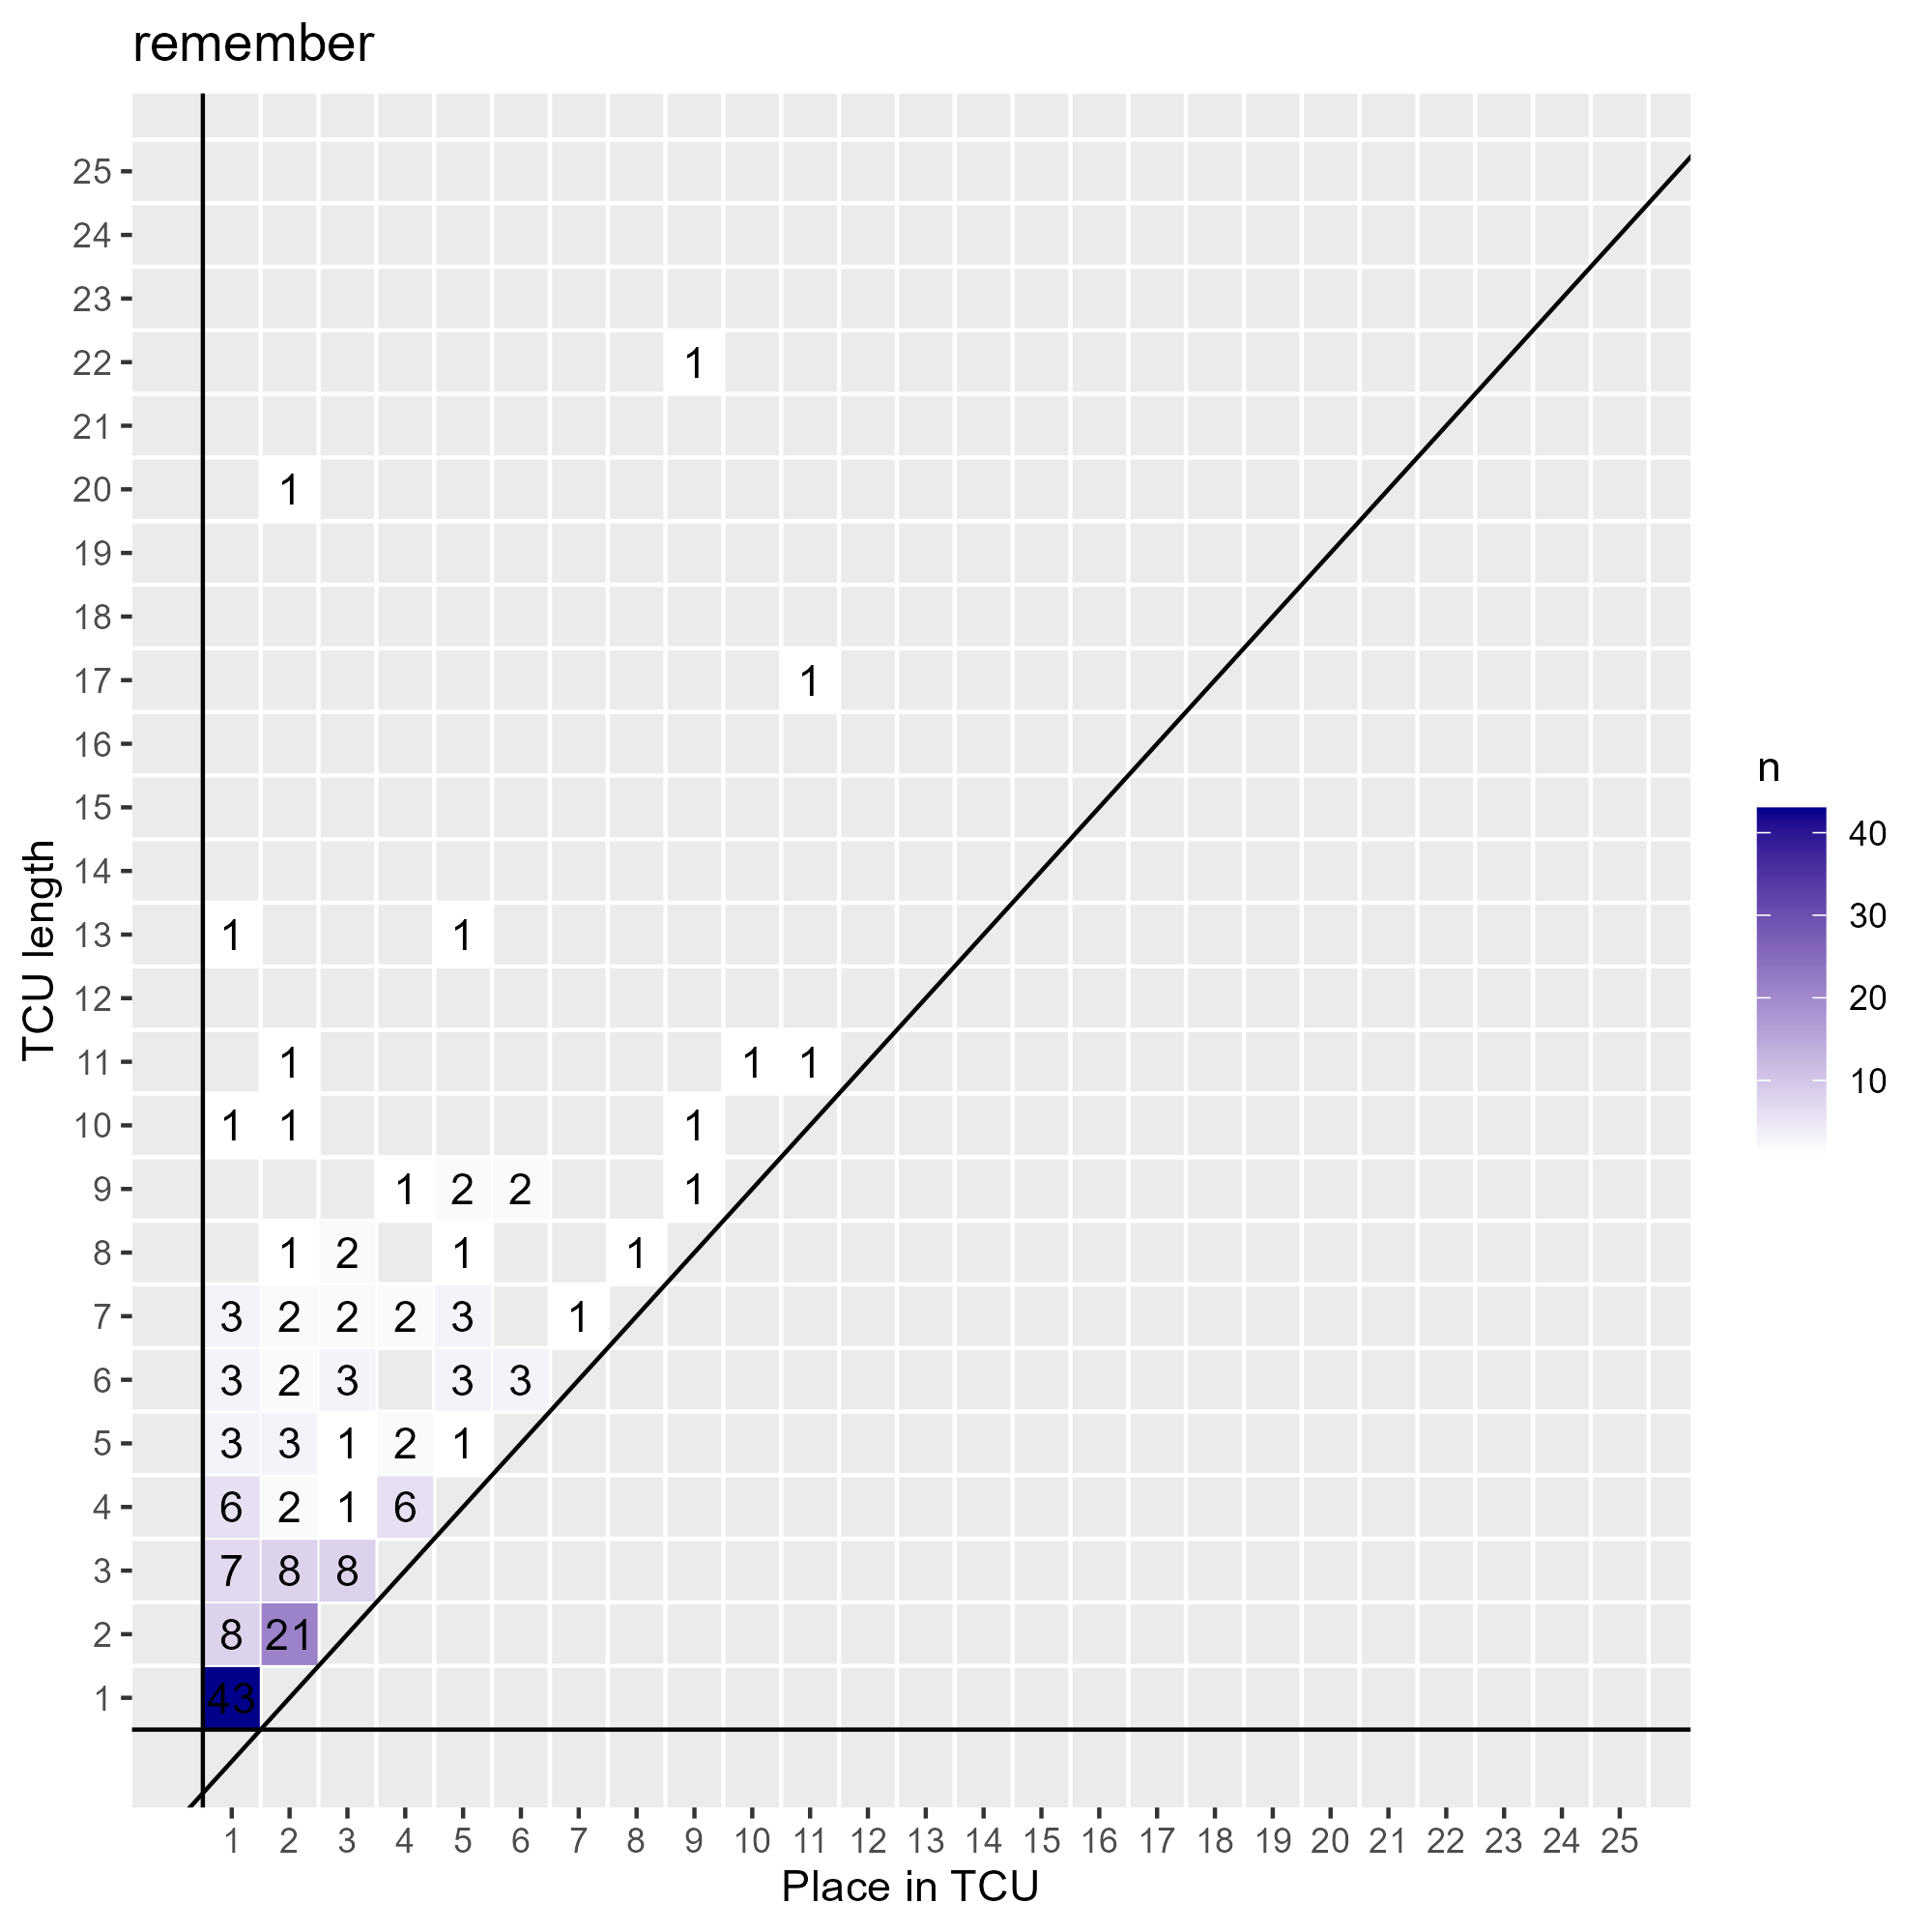 remember
25
24
23
22 1
21
20 1
19
18
17 1
16
15
14
13 1 1
12
11 1 1 1
10 1 1 1
9 1 2 2 1
8 1 2 1 1
7 3 2 2 2 3 1
6 3 2 3 3 3
5 3 3 1 2 1
4 6 2 1 6
3 7 8 8
2 8 21
1 43
TCU length
1 2 3 4 5 6 7 8 9 10 11 12 13 14 15 16 17 18 19 20 21 22 23 24 25
Place in TCU
n
40
30
20
10